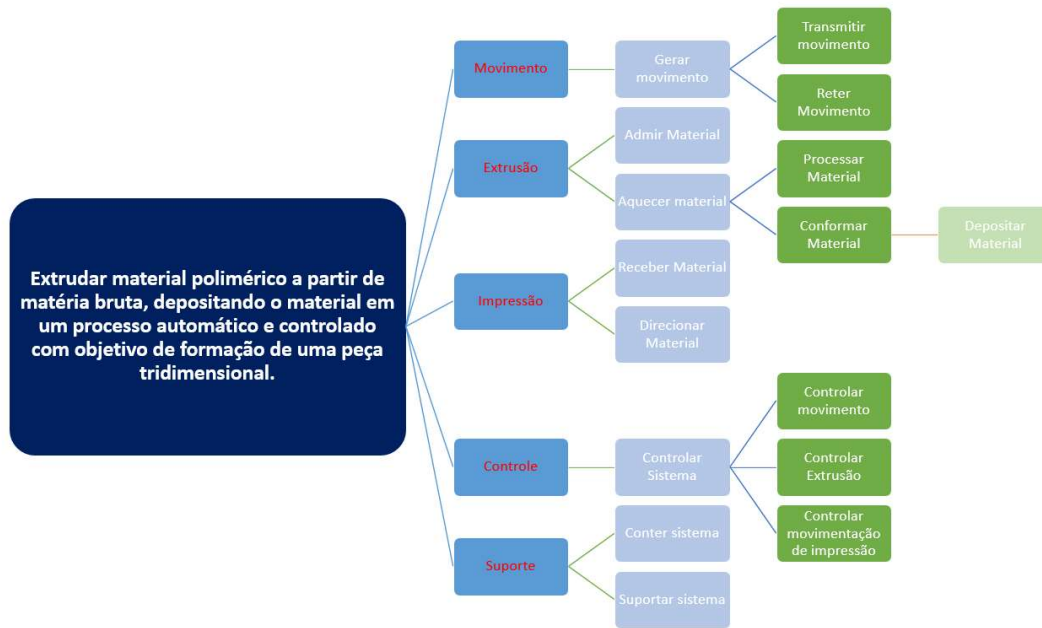 Extrudar material polimérico a partir de
matéria bruta, depositando o material em
um processo automático e controlado
com objetivo de formação de uma peça
tridimensional.
Movimento
Gerar
movimento
Transmitir
movimento
Reter
Movimento
Extrusão
Admir Material
Aquecer material
Processar
Material
Conformar
Material
Depositar
Material
Impressão
Receber Material
Direcionar
Material
Controle
Controlar
Sistema
Controlar
movimento
Controlar
Extrusão
Controlar
movimentação
de impressão
Suporte
Conter sistema
Suportar sistema